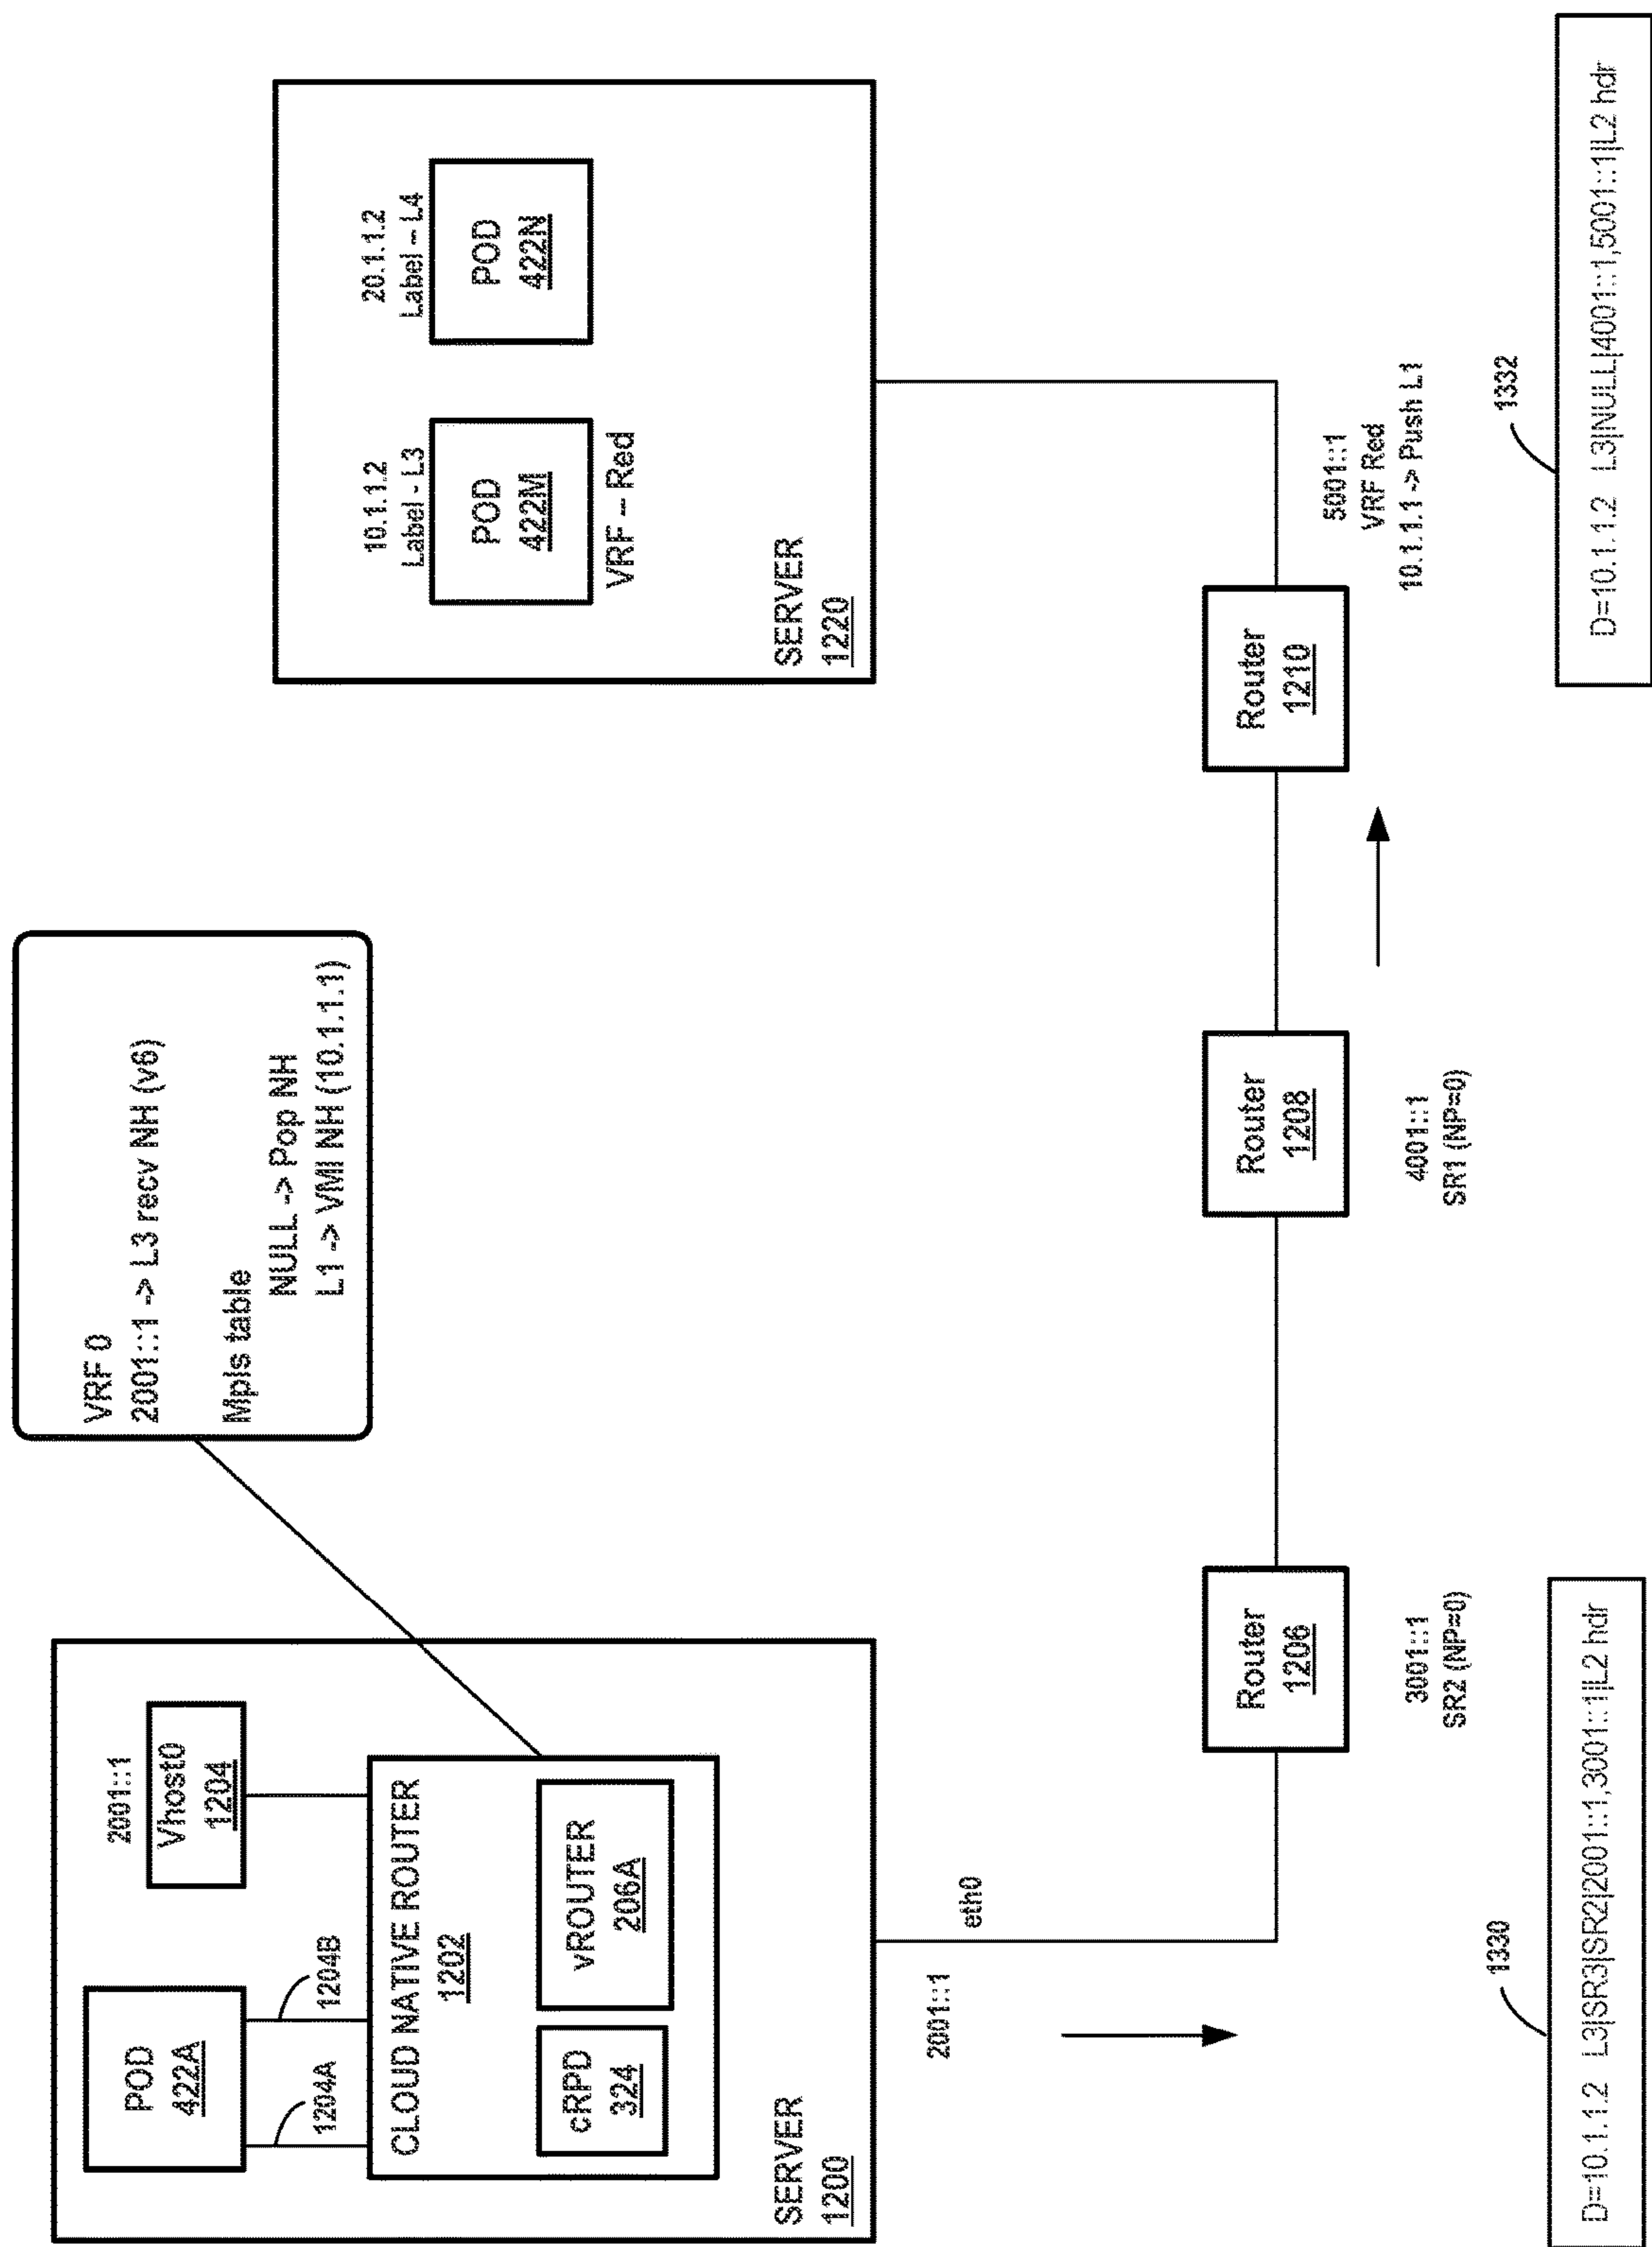 POD
422A
1204A
1204B
2001::1
Vhost0
1204
CLOUD NATIVE ROUTER
1202
cRPD
324
vROUTER
206A
SERVER
1200
VRF 0
2001::1 -> L3 recv NH (v6)
Mpls table
NULL -> Pop NH
L1 -> VMI NH (10.1.1.1)
10.1.1.2
Label - L3
POD
422M
VRF – Red
20.1.1.2
Label – L4
POD
422N
SERVER
1220
2001::1
eth0
Router
1206
3001::1
SR2 (NP=0)
Router
1208
4001::1
SR1 (NP=0)
Router
1210
5001::1
VRF Red
10.1.1.1 -> Push L1
1330
D=10.1.1.2 L3|SR3|SR2|2001::1,3001::1|L2 hdr
1332
D=10.1.1.2 L3|NULL|4001::1,5001::1|L2 hdr